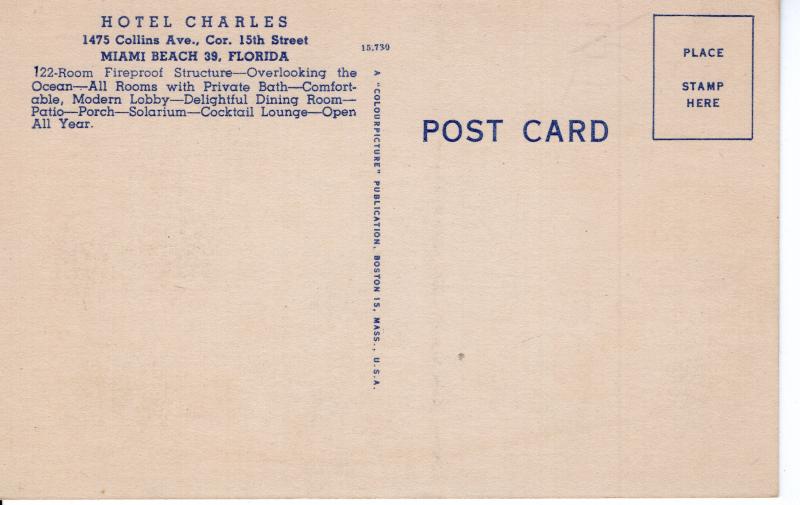 HOTEL CHARLES
1475 Collins Ave., Cor. 15th Street
MIAMI BEACH 39, FLORIDA
122-Room Fireproof Structure—Overlooking the
Ocean—All Rooms with Private Bath—Comfort-
able, Modern Lobby—Delightful Dining Room—
Patio—Porch—Solarium—Cocktail Lounge—Open
All Year.
15,730
A "COLOURPICTURE" PUBLICATION, BOSTON 15, MASS., U.S.A.
POST CARD
PLACE
STAMP
HERE